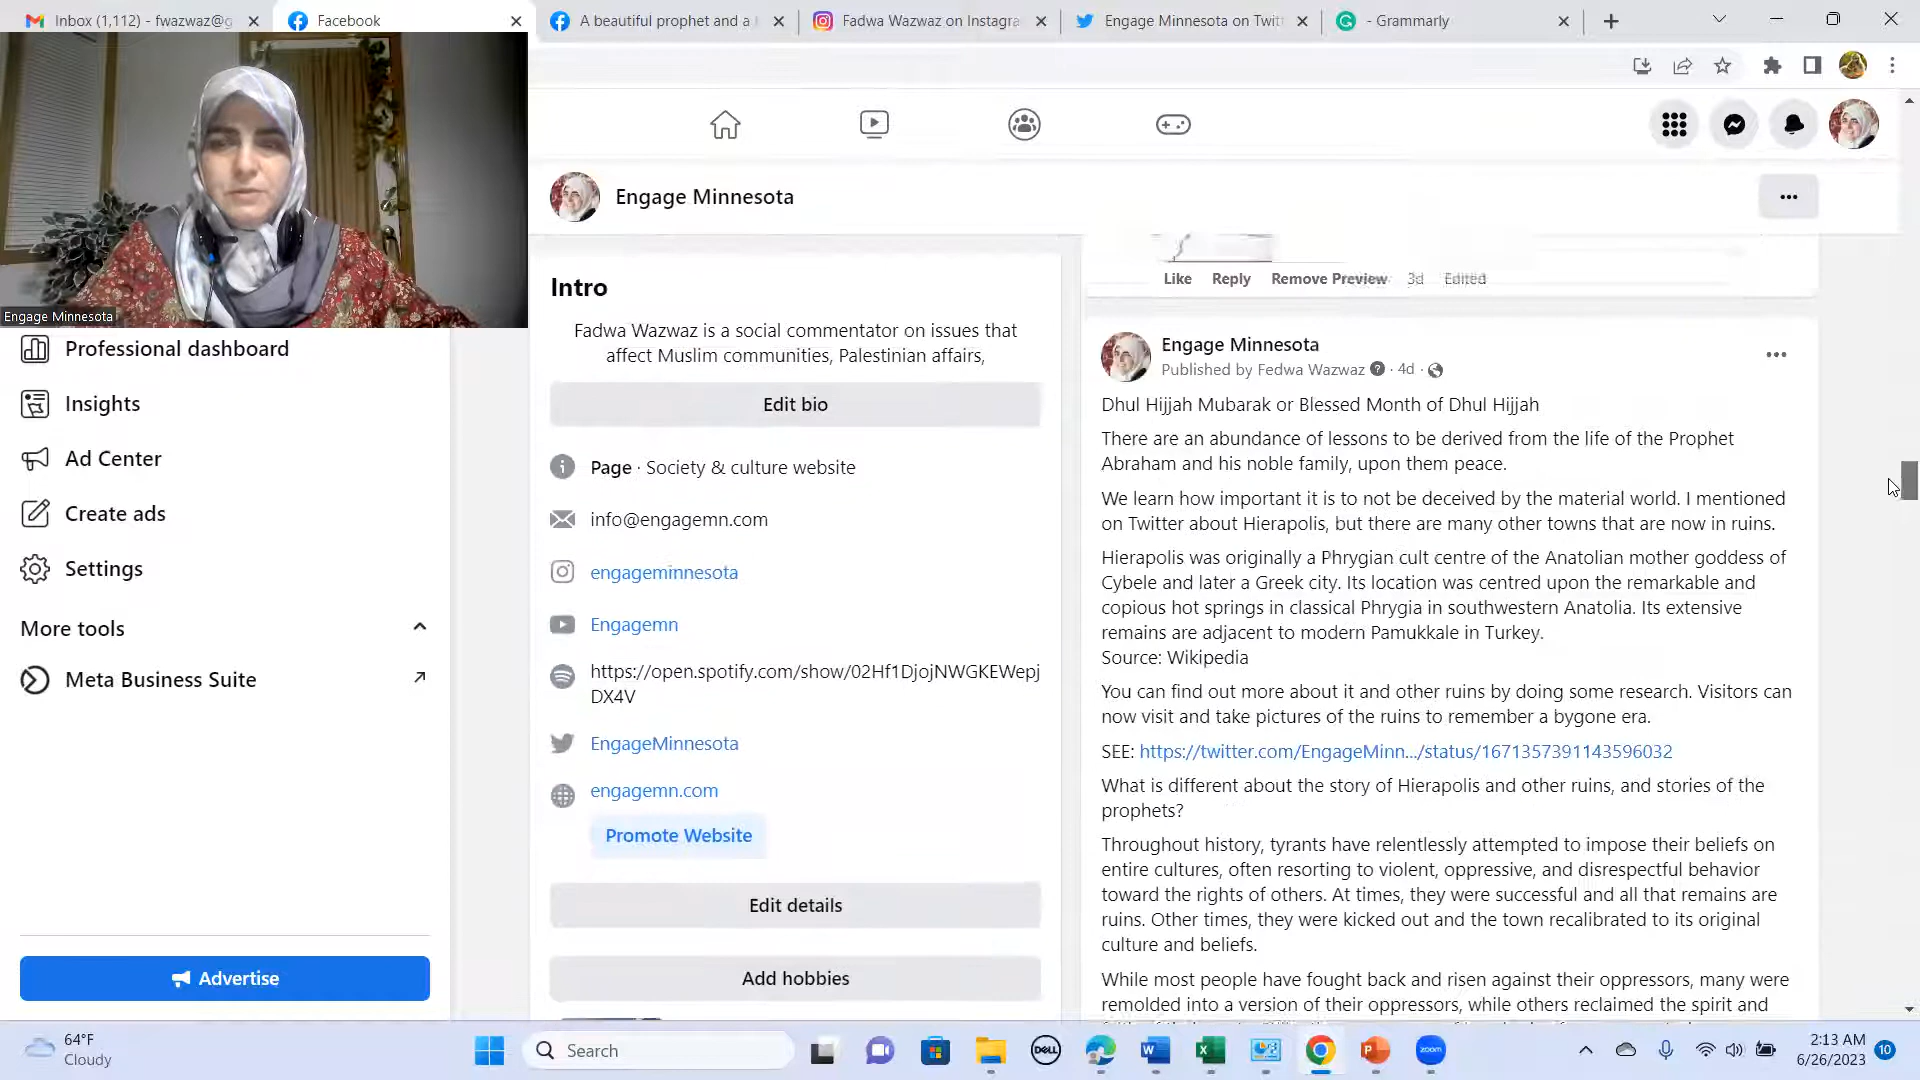 Inbox (1,112) - fwazwaz@g
Facebook
A beautiful prophet and a
Fadwa Wazwaz on Instagra
Engage Minnesota on Twit
- Grammarly
Engage Minnesota
Engage Minnesota
Professional dashboard
Insights
Ad Center
Create ads
Settings
More tools
Meta Business Suite
Advertise
Intro
Fadwa Wazwaz is a social commentator on issues that
affect Muslim communities, Palestinian affairs,
Edit bio
Page · Society & culture website
info@engagemn.com
engageminnesota
Engagemn
https://open.spotify.com/show/02Hf1DjojNWGKEWepj
DX4V
EngageMinnesota
engagemn.com
Promote Website
Edit details
Add hobbies
Like Reply Remove Preview 3d Edited
Engage Minnesota
Published by Fedwa Wazwaz · 4d ·
Dhul Hijjah Mubarak or Blessed Month of Dhul Hijjah
There are an abundance of lessons to be derived from the life of the Prophet
Abraham and his noble family, upon them peace.
We learn how important it is to not be deceived by the material world. I mentioned
on Twitter about Hierapolis, but there are many other towns that are now in ruins.
Hierapolis was originally a Phrygian cult centre of the Anatolian mother goddess of
Cybele and later a Greek city. Its location was centred upon the remarkable and
copious hot springs in classical Phrygia in southwestern Anatolia. Its extensive
remains are adjacent to modern Pamukkale in Turkey.
Source: Wikipedia
You can find out more about it and other ruins by doing some research. Visitors can
now visit and take pictures of the ruins to remember a bygone era.
SEE: https://twitter.com/EngageMinn.../status/1671357391143596032
What is different about the story of Hierapolis and other ruins, and stories of the
prophets?
Throughout history, tyrants have relentlessly attempted to impose their beliefs on
entire cultures, often resorting to violent, oppressive, and disrespectful behavior
toward the rights of others. At times, they were successful and all that remains are
ruins. Other times, they were kicked out and the town recalibrated to its original
culture and beliefs.
While most people have fought back and risen against their oppressors, many were
remolded into a version of their oppressors, while others reclaimed the spirit and
64°F
Cloudy
Search
DELL
zoom
2:13 AM
6/26/2023
10